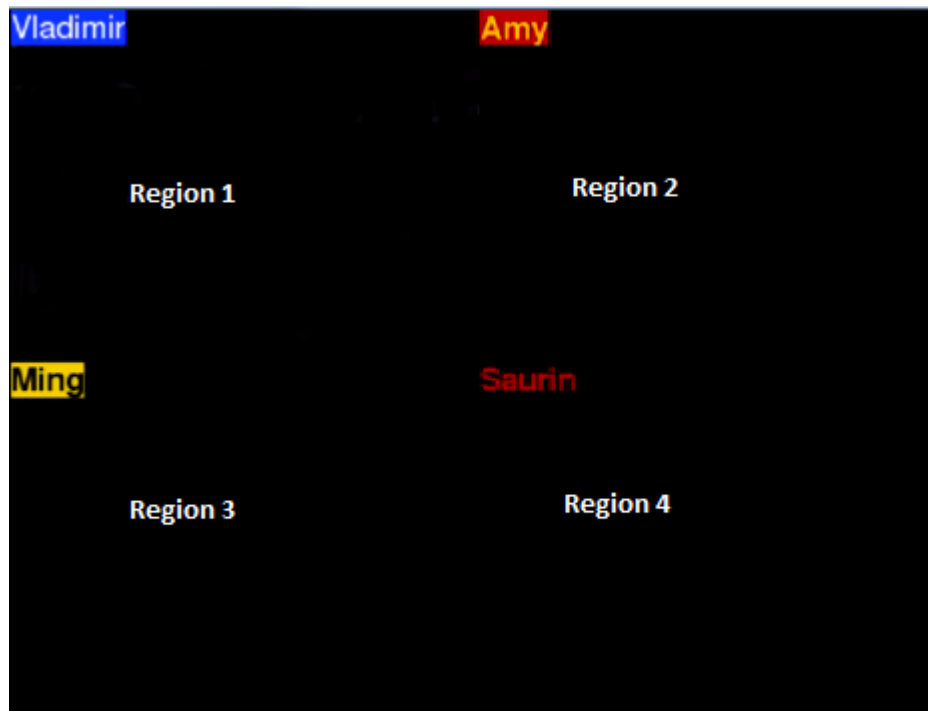 Vladimir
Amy
Region 1
Region 2
Ming
Saurin
Region 3
Region 4